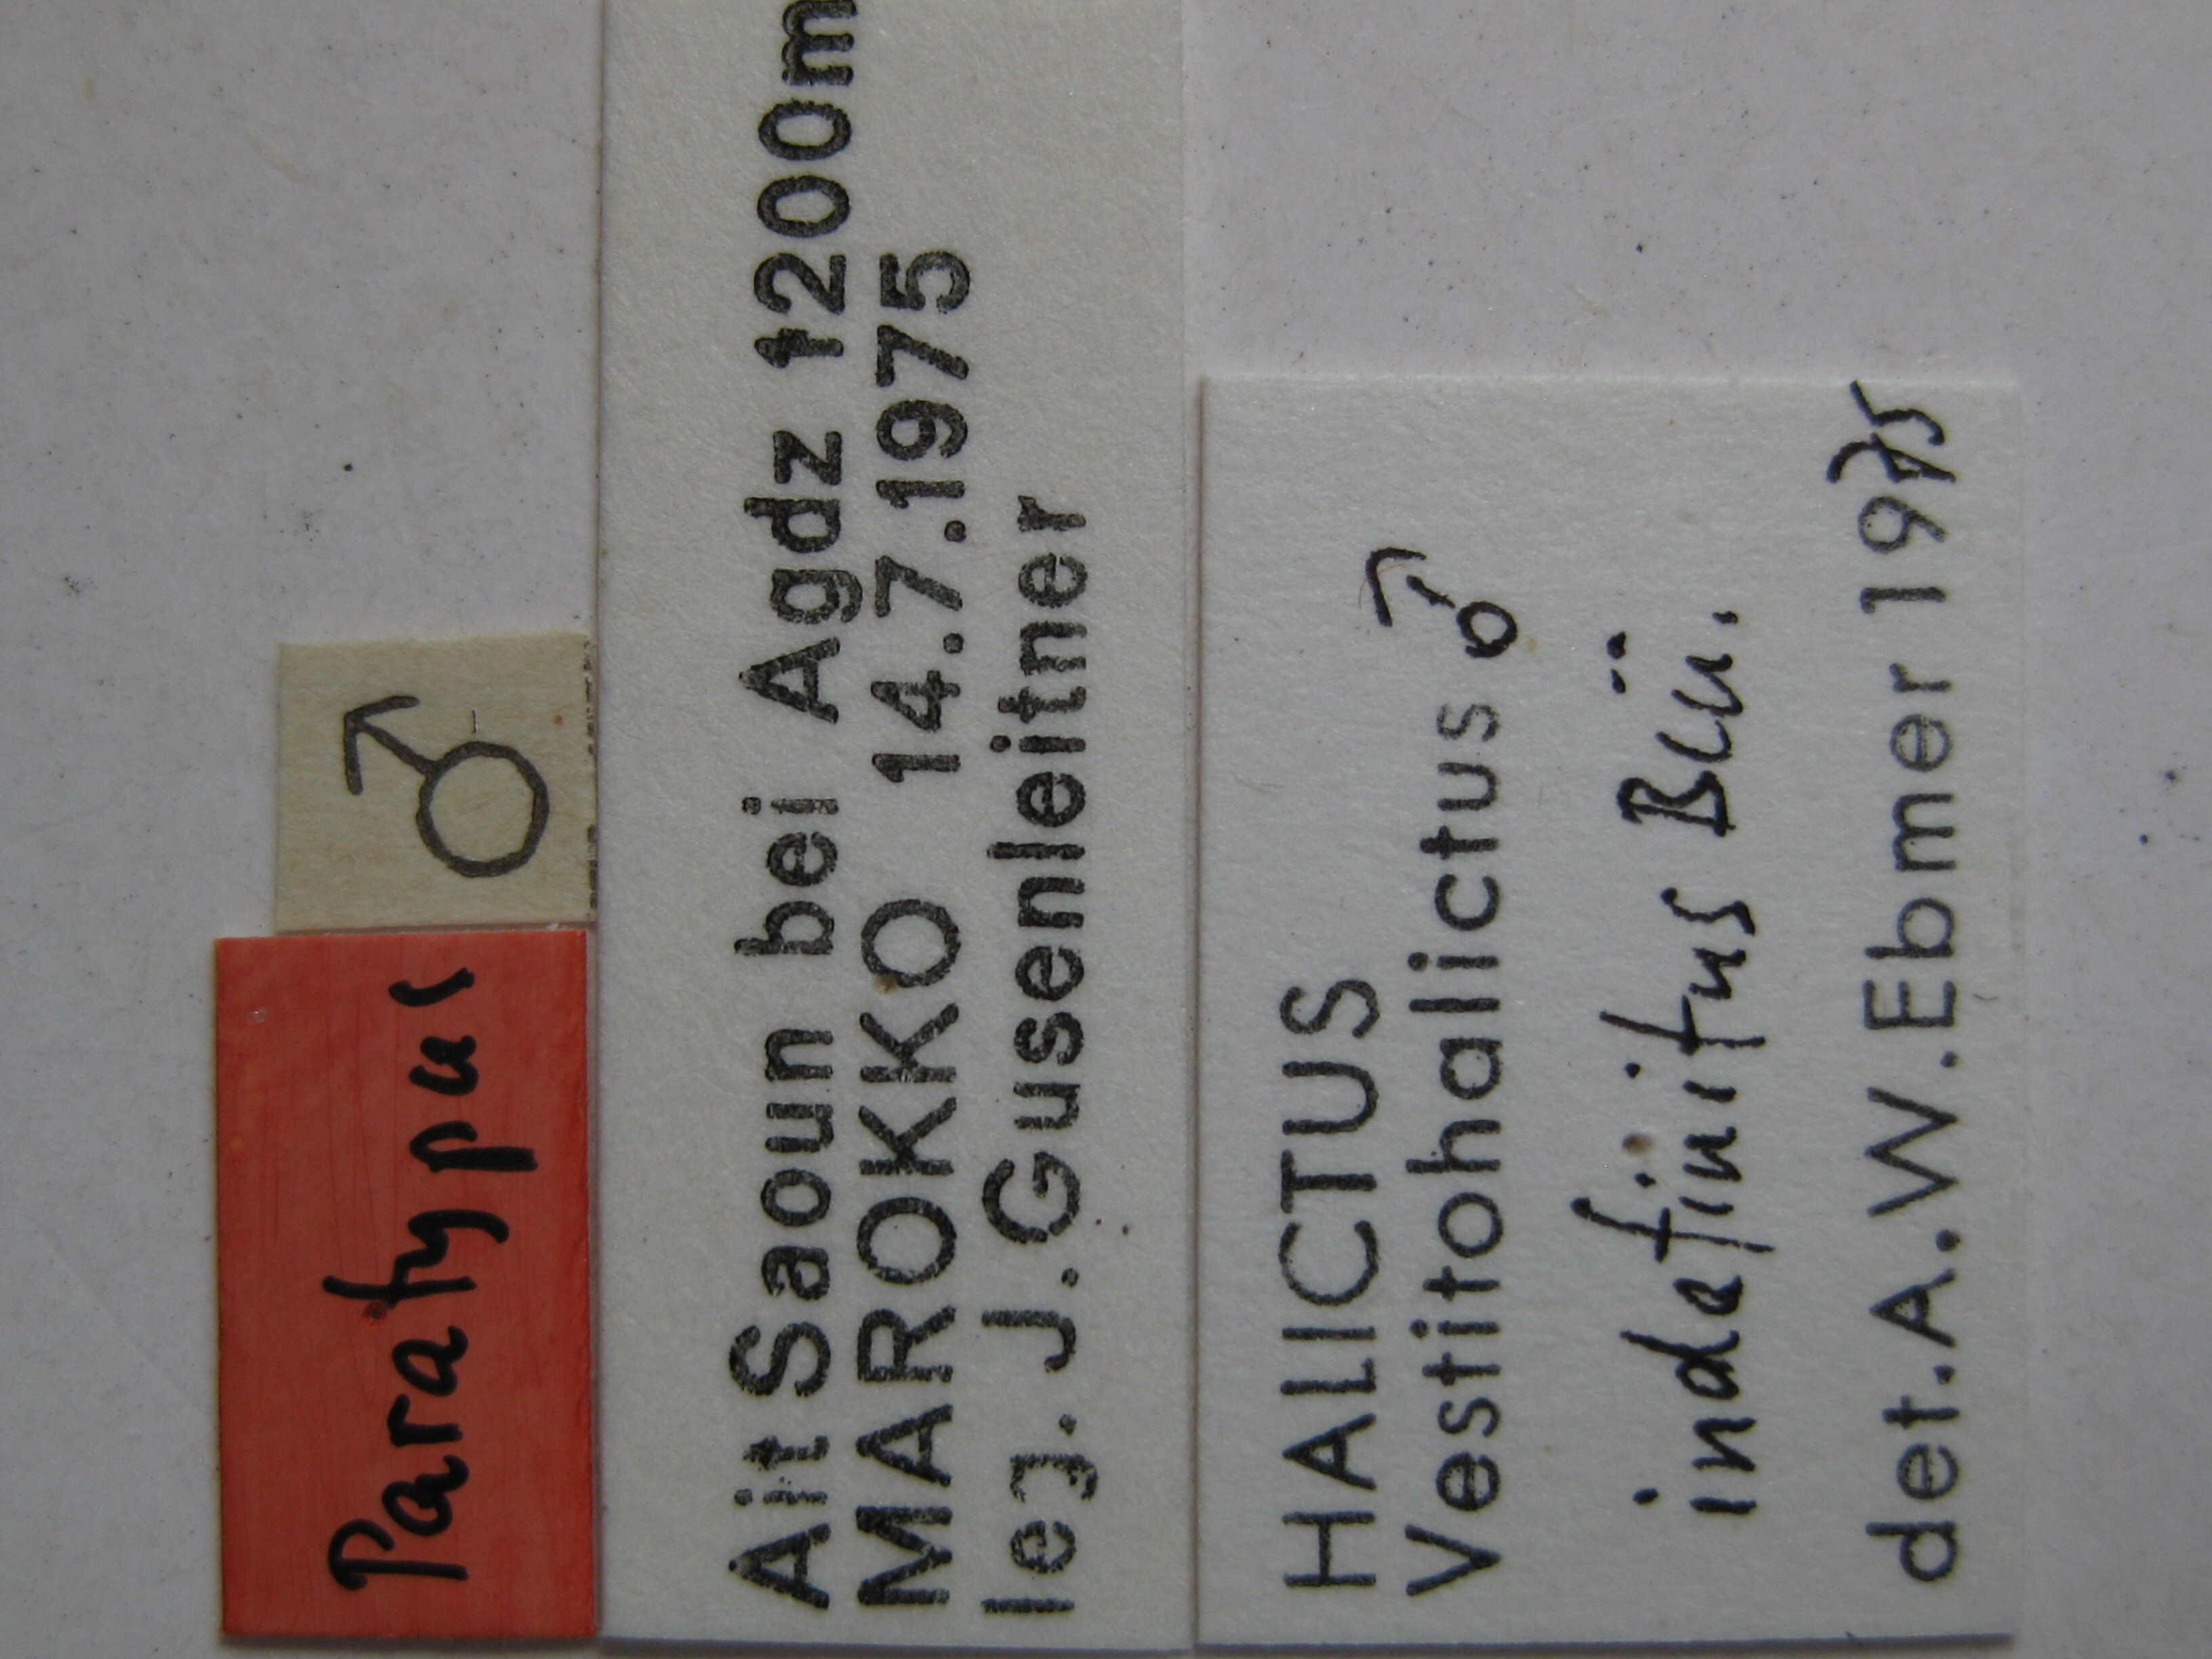 Paratypus
♂
Ait Saoun bei Agdz 1200m
MAROKKO 14.7.1975
leg. J.Gusenleitner
HALICTUS
Vestitohalictus ♂
indefinitus Blü.
det.A.W.Ebmer 1975